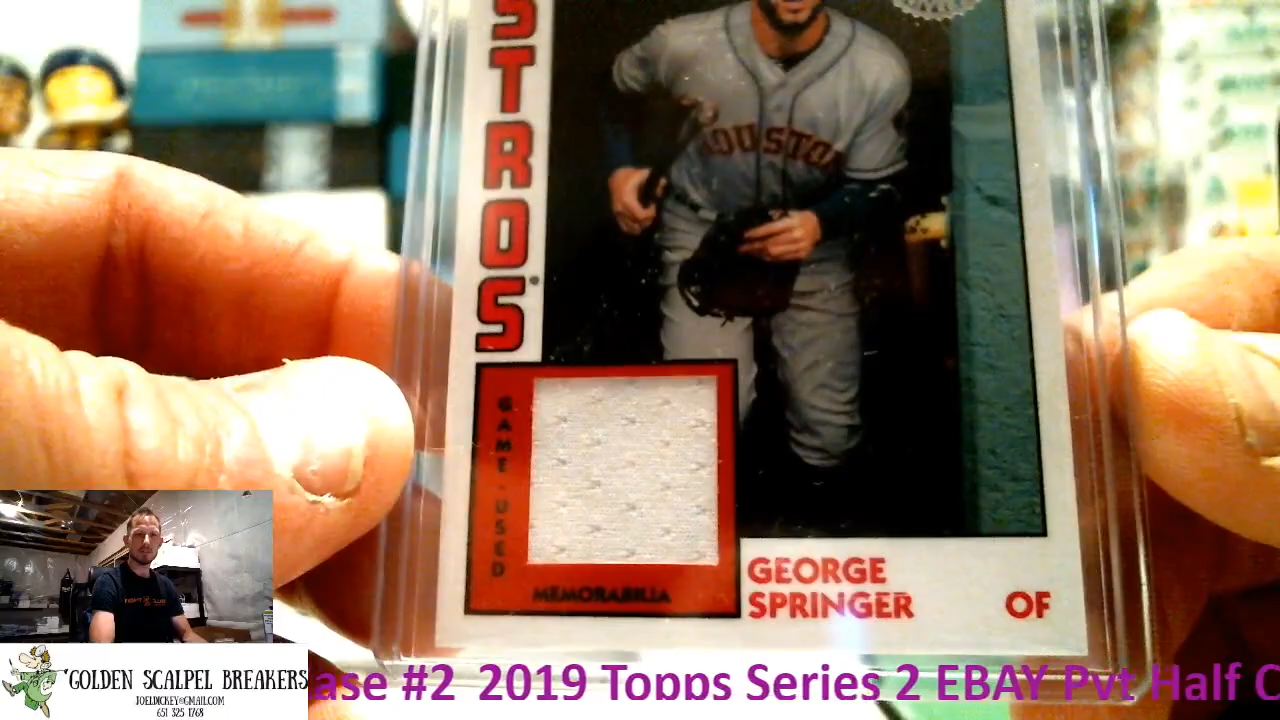 STROS
HOUSTON
GAME-USED
MEMORABILIA
GEORGE
SPRINGER
OF
GOLDEN SCALPEL BREAKERS
JOELDICKEY@GMAIL.COM
651 325 1768
ase #2 2019 Topps Series 2 EBAY Pvt Half C